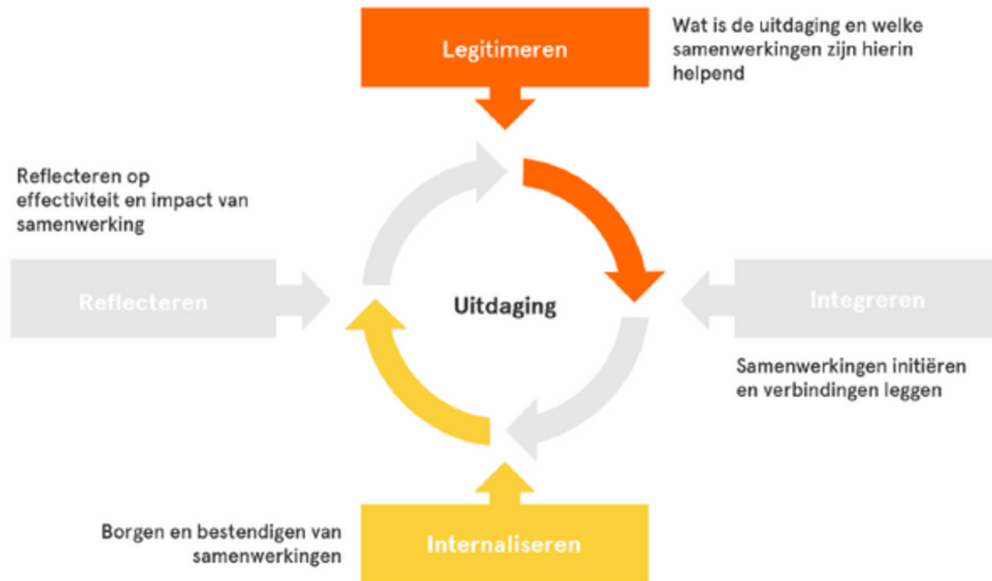 Legitimeren
Wat is de uitdaging en welke
samenwerkingen zijn hierin
helpend
Reflecteren op
effectiviteit en impact van
samenwerking
Reflecteren
Uitdaging
Integreren
Samenwerkingen initiëren
en verbindingen leggen
Borgen en bestendigen van
samenwerkingen
Internaliseren